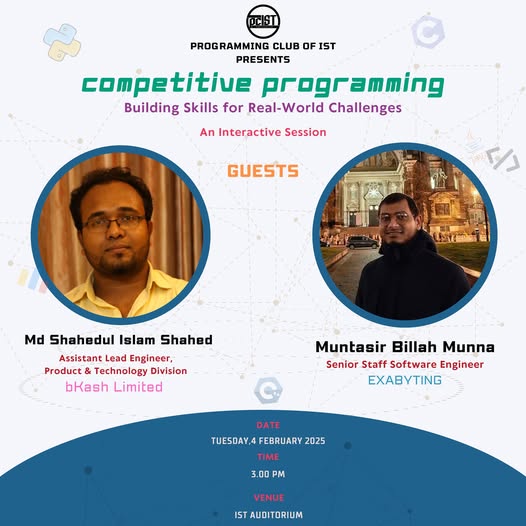 PCIST
PROGRAMMING CLUB OF IST
PRESENTS
competitive programming
Building Skills for Real-World Challenges
An Interactive Session
GUESTS
Md Shahedul Islam Shahed
Assistant Lead Engineer,
Product & Technology Division
bKash Limited
Muntasir Billah Munna
Senior Staff Software Engineer
EXABYTING
DATE
TUESDAY,4 FEBRUARY 2025
TIME
3.00 PM
VENUE
IST AUDITORIUM